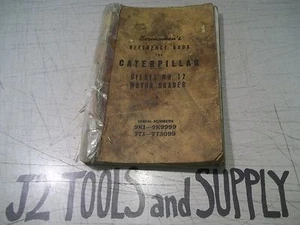 Serviceman's
REFERENCE BOOK
FOR
CATERPILLAR
DIESEL NO. 12
MOTOR GRADER
SERIAL NUMBERS
J2 TOOLS and SUPPLY